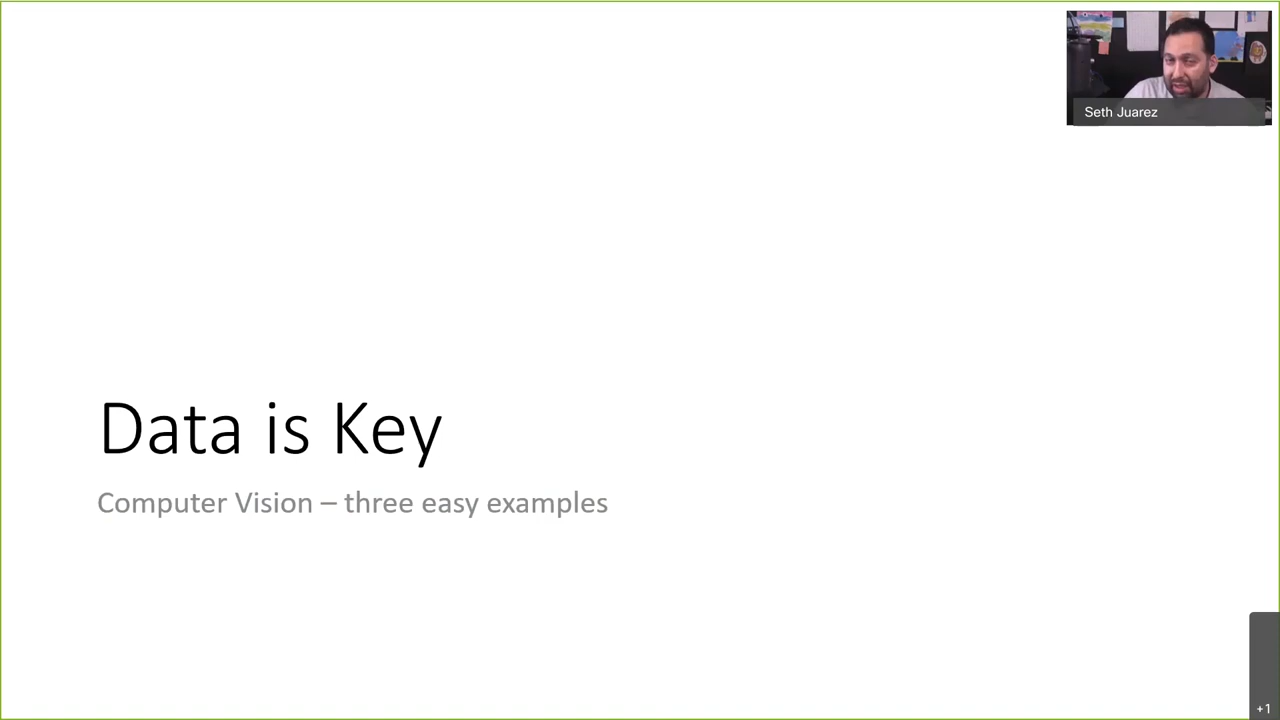 Seth Juarez
Data is Key
Computer Vision – three easy examples
+1